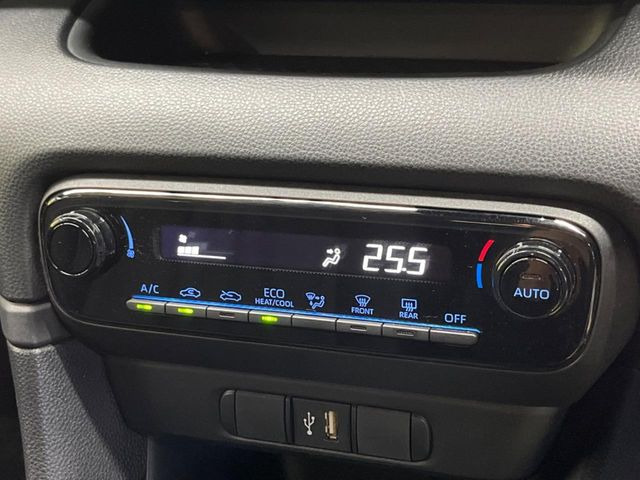 25.5
A/C
ECO
HEAT/COOL
FRONT
REAR
OFF
AUTO